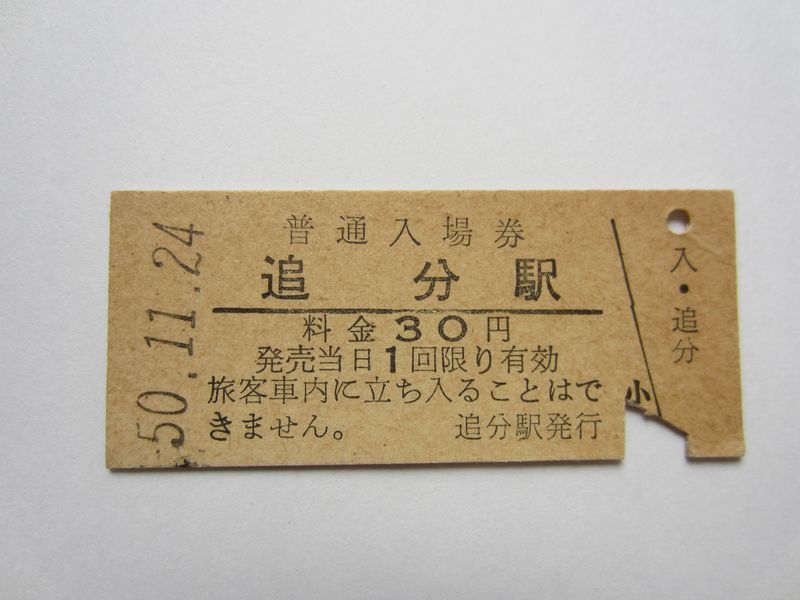 50.11.24
普通入場券
追分駅
料金30円
発売当日1回限り有効
旅客車内に立ち入ることはで
きません。 追分駅発行
小
入・追分